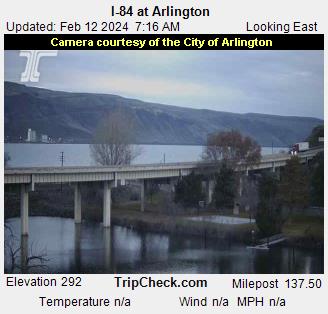 I-84 at Arlington
Updated: Feb 12 2024 7:16 AM Looking East
Camera courtesy of the City of Arlington
Elevation 292 TripCheck.com Milepost 137.50
Temperature n/a Wind n/a MPH n/a